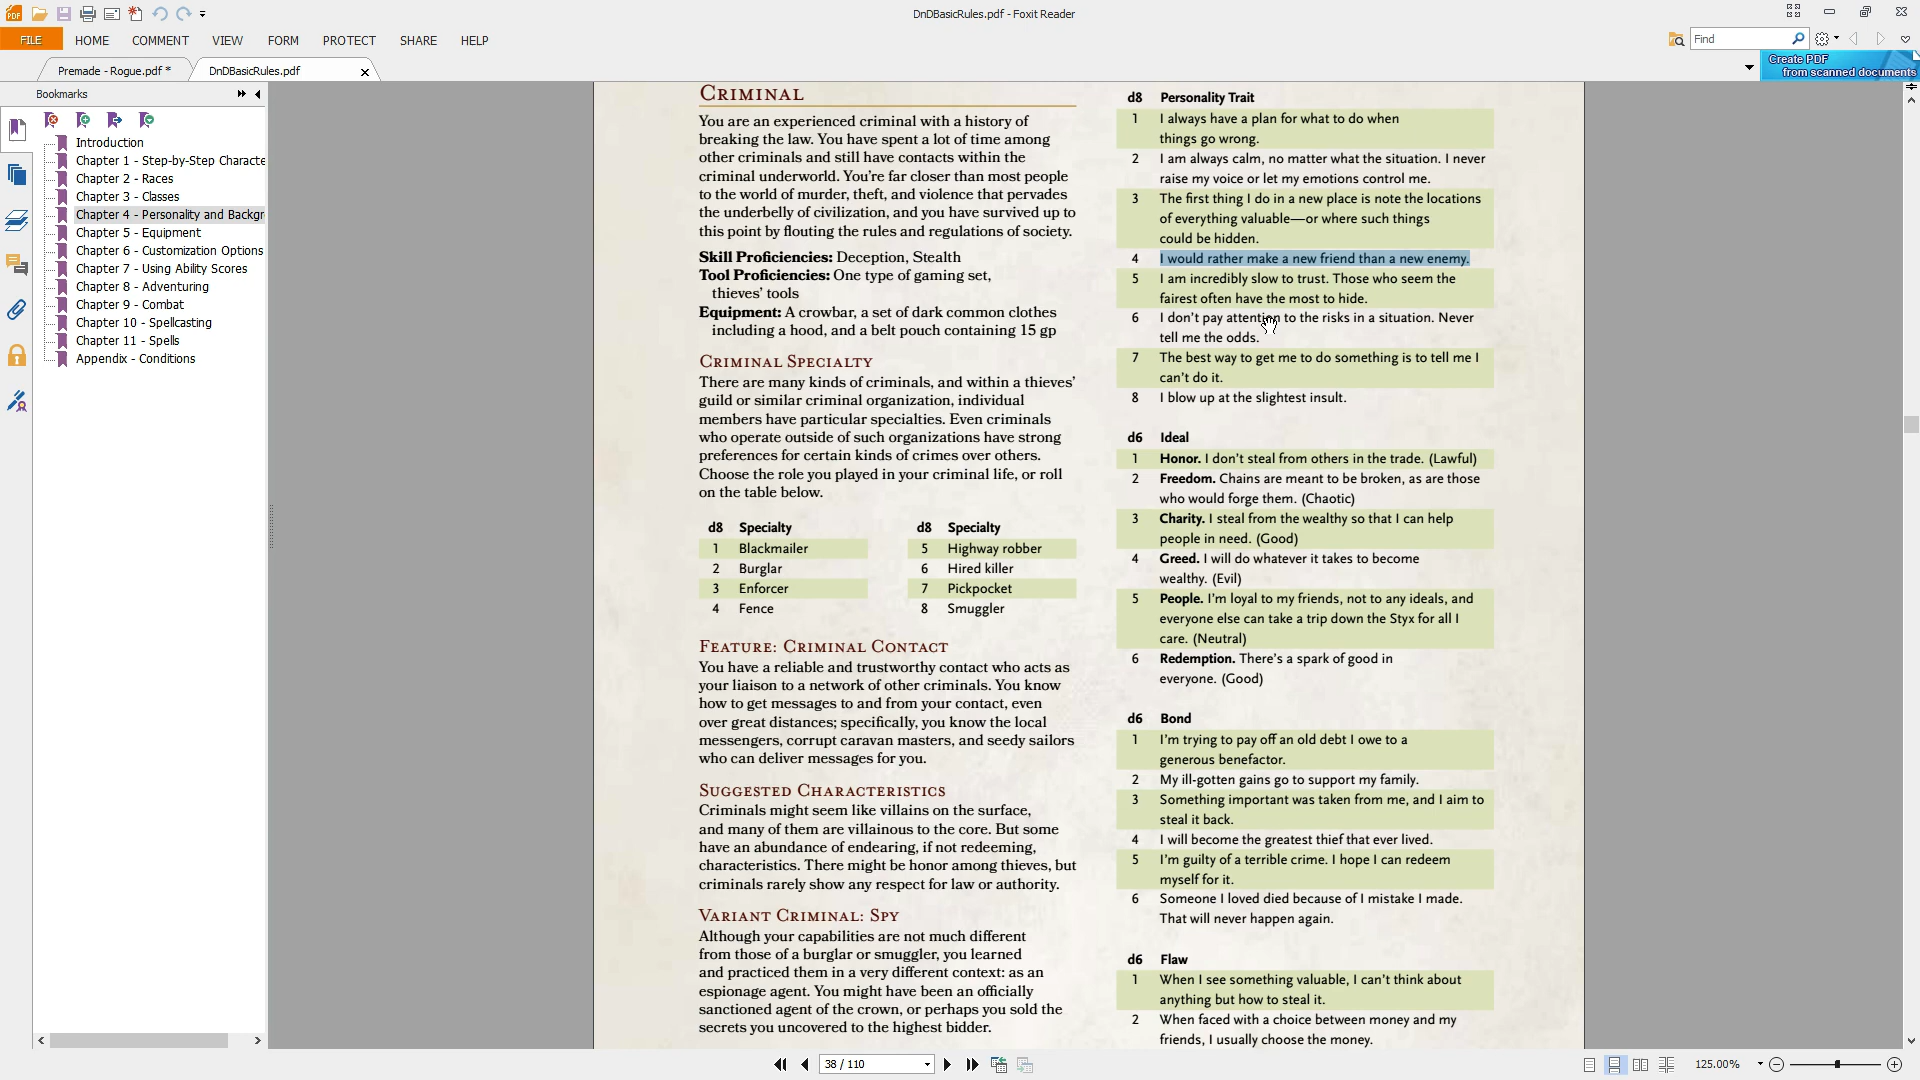 DnDBasicRules.pdf - Foxit Reader
FILE
HOME
COMMENT
VIEW
FORM
PROTECT
SHARE
HELP
Find
Premade - Rogue.pdf *
DnDBasicRules.pdf
Create PDF
from scanned documents
Bookmarks
Introduction
Chapter 1 - Step-by-Step Characte
Chapter 2 - Races
Chapter 3 - Classes
Chapter 4 - Personality and Backgr
Chapter 5 - Equipment
Chapter 6 - Customization Options
Chapter 7 - Using Ability Scores
Chapter 8 - Adventuring
Chapter 9 - Combat
Chapter 10 - Spellcasting
Chapter 11 - Spells
Appendix - Conditions
CRIMINAL
You are an experienced criminal with a history of
breaking the law. You have spent a lot of time among
other criminals and still have contacts within the
criminal underworld. You're far closer than most people
to the world of murder, theft, and violence that pervades
the underbelly of civilization, and you have survived up to
this point by flouting the rules and regulations of society.
Skill Proficiencies: Deception, Stealth
Tool Proficiencies: One type of gaming set,
thieves' tools
Equipment: A crowbar, a set of dark common clothes
including a hood, and a belt pouch containing 15 gp
CRIMINAL SPECIALTY
There are many kinds of criminals, and within a thieves'
guild or similar criminal organization, individual
members have particular specialties. Even criminals
who operate outside of such organizations have strong
preferences for certain kinds of crimes over others.
Choose the role you played in your criminal life, or roll
on the table below.
d8 Specialty d8 Specialty
1 Blackmailer 5 Highway robber
2 Burglar 6 Hired killer
3 Enforcer 7 Pickpocket
4 Fence 8 Smuggler
FEATURE: CRIMINAL CONTACT
You have a reliable and trustworthy contact who acts as
your liaison to a network of other criminals. You know
how to get messages to and from your contact, even
over great distances; specifically, you know the local
messengers, corrupt caravan masters, and seedy sailors
who can deliver messages for you.
SUGGESTED CHARACTERISTICS
Criminals might seem like villains on the surface,
and many of them are villainous to the core. But some
have an abundance of endearing, if not redeeming,
characteristics. There might be honor among thieves, but
criminals rarely show any respect for law or authority.
VARIANT CRIMINAL: SPY
Although your capabilities are not much different
from those of a burglar or smuggler, you learned
and practiced them in a very different context: as an
espionage agent. You might have been an officially
sanctioned agent of the crown, or perhaps you sold the
secrets you uncovered to the highest bidder.
d8 Personality Trait
1 I always have a plan for what to do when
things go wrong.
2 I am always calm, no matter what the situation. I never
raise my voice or let my emotions control me.
3 The first thing I do in a new place is note the locations
of everything valuable—or where such things
could be hidden.
4 I would rather make a new friend than a new enemy.
5 I am incredibly slow to trust. Those who seem the
fairest often have the most to hide.
6 I don't pay attention to the risks in a situation. Never
tell me the odds.
7 The best way to get me to do something is to tell me I
can't do it.
8 I blow up at the slightest insult.
d6 Ideal
1 Honor. I don't steal from others in the trade. (Lawful)
2 Freedom. Chains are meant to be broken, as are those
who would forge them. (Chaotic)
3 Charity. I steal from the wealthy so that I can help
people in need. (Good)
4 Greed. I will do whatever it takes to become
wealthy. (Evil)
5 People. I'm loyal to my friends, not to any ideals, and
everyone else can take a trip down the Styx for all I
care. (Neutral)
6 Redemption. There's a spark of good in
everyone. (Good)
d6 Bond
1 I'm trying to pay off an old debt I owe to a
generous benefactor.
2 My ill-gotten gains go to support my family.
3 Something important was taken from me, and I aim to
steal it back.
4 I will become the greatest thief that ever lived.
5 I'm guilty of a terrible crime. I hope I can redeem
myself for it.
6 Someone I loved died because of I mistake I made.
That will never happen again.
d6 Flaw
1 When I see something valuable, I can't think about
anything but how to steal it.
2 When faced with a choice between money and my
friends, I usually choose the money.
38 / 110
125.00%